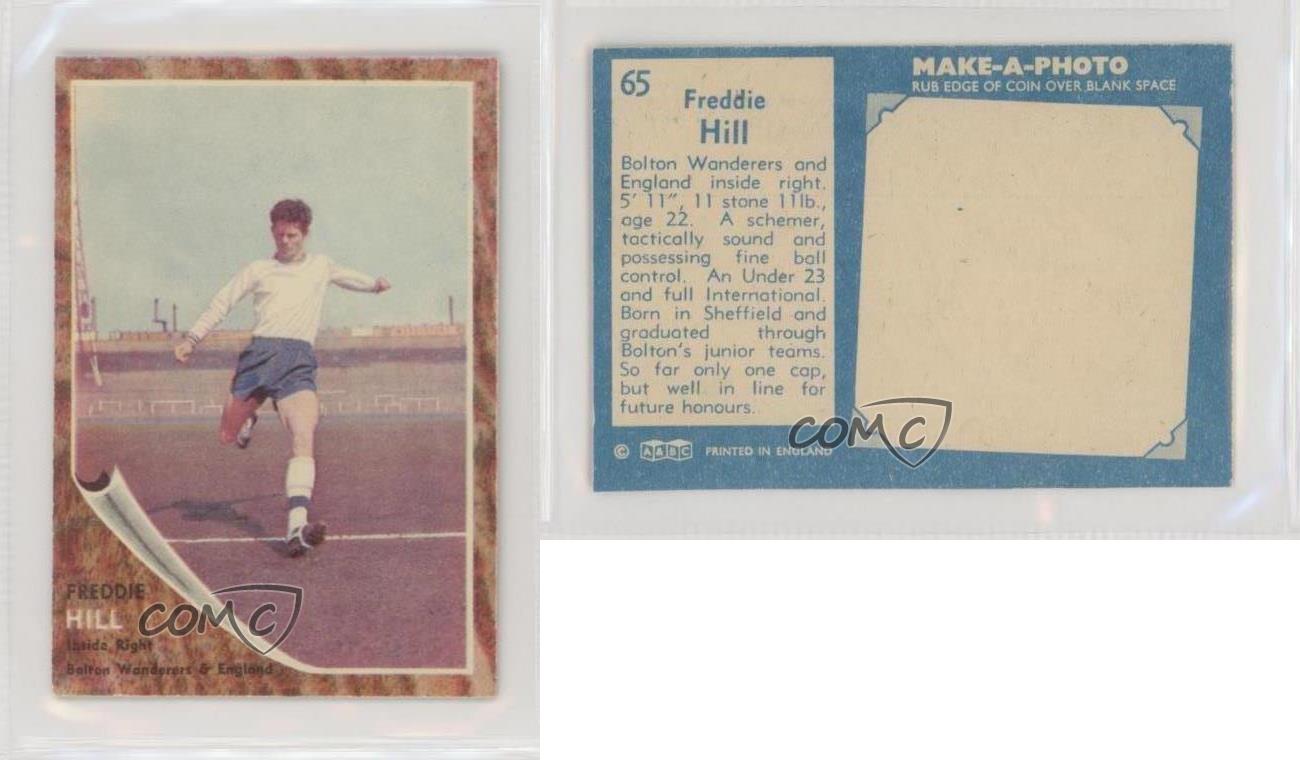 FREDDIE
HILL
Inside Right
Bolton Wanderers & England
COMC
65
Freddie
Hill
Bolton Wanderers and
England inside right.
5' 11", 11 stone 11lb.,
age 22. A schemer,
tactically sound and
possessing fine ball
control. An Under 23
and full International.
Born in Sheffield and
graduated through
Bolton's junior teams.
So far only one cap,
but well in line for
future honours.
© A&BC PRINTED IN ENGLAND
MAKE-A-PHOTO
RUB EDGE OF COIN OVER BLANK SPACE
COMC